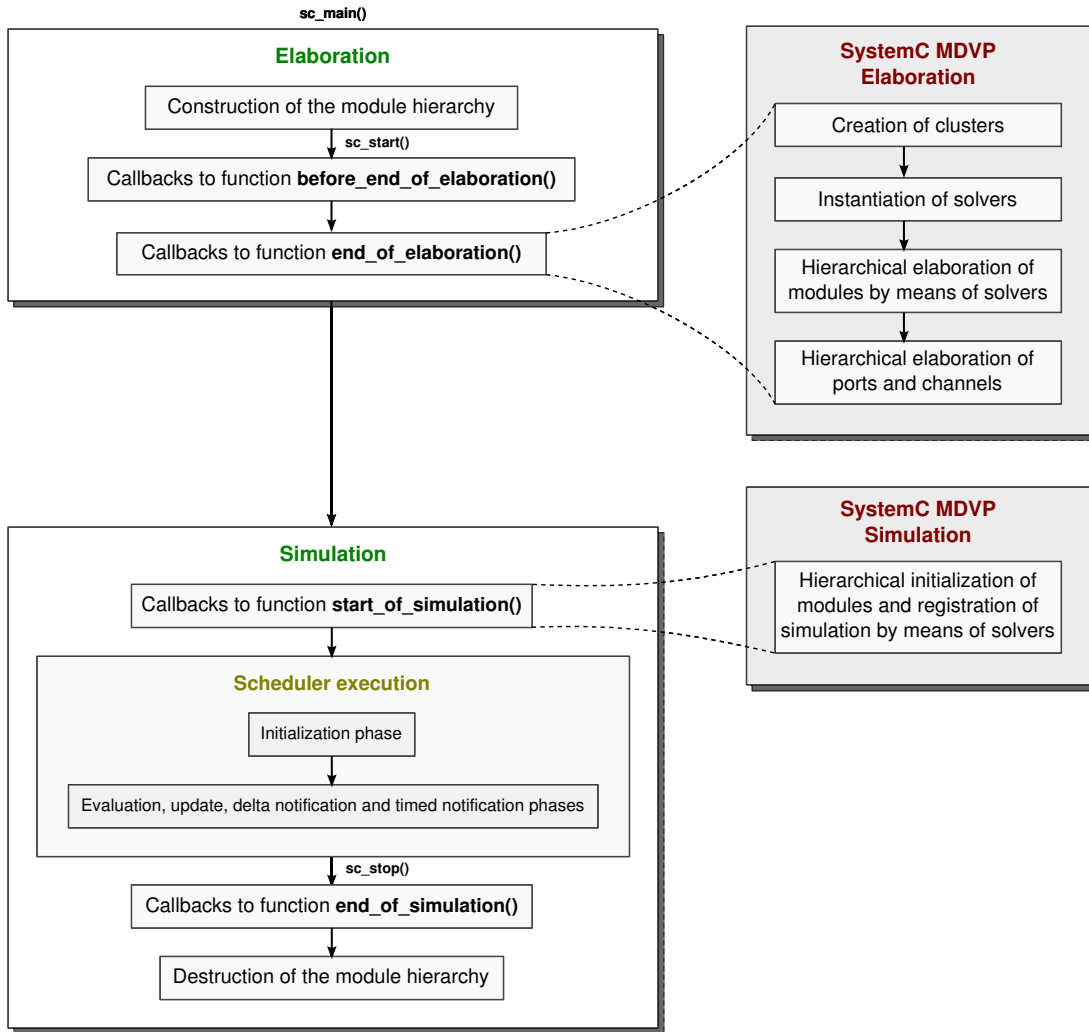 sc_main()
Elaboration
Construction of the module hierarchy
sc_start()
Callbacks to function before_end_of_elaboration()
Callbacks to function end_of_elaboration()
SystemC MDVP
Elaboration
Creation of clusters
Instantiation of solvers
Hierarchical elaboration of
modules by means of solvers
Hierarchical elaboration of
ports and channels
Simulation
Callbacks to function start_of_simulation()
Scheduler execution
Initialization phase
Evaluation, update, delta notification and timed notification phases
sc_stop()
Callbacks to function end_of_simulation()
Destruction of the module hierarchy
SystemC MDVP
Simulation
Hierarchical initialization of
modules and registration of
simulation by means of solvers